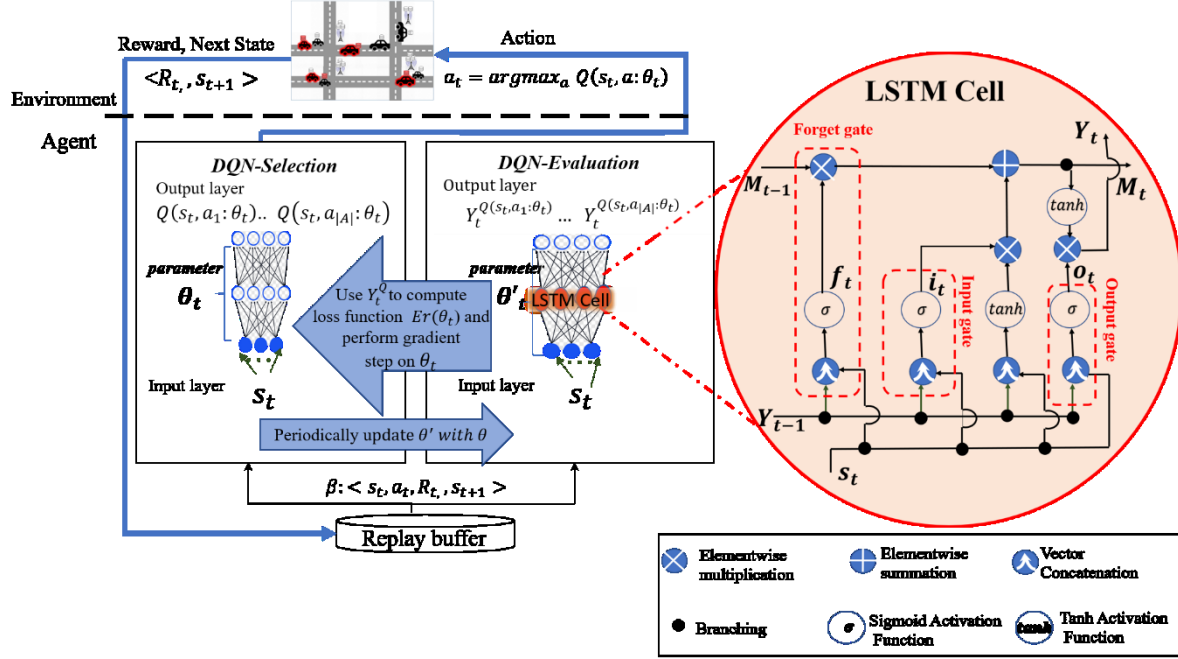 Reward, Next State
<R_t,, s_{t+1} >
Action
a_t = argmax_a Q(s_t, a: θ_t)
Environment
Agent
DQN-Selection
Output layer
Q(s_t, a_1: θ_t).. Q(s_t, a_{|A|}: θ_t)
parameter
θ_t
Input layer
s_t
DQN-Evaluation
Output layer
Y_t^{Q(s_t,a_1:θ_t)} ... Y_t^{Q(s_t,a_{|A|}:θ_t)}
parameter
θ'_t
LSTM Cell
Input layer
s_t
Use Y_t^Q to compute
loss function Er(θ_t) and
perform gradient
step on θ_t
Periodically update θ' with θ
β: < s_t, a_t, R_t,, s_{t+1} >
Replay buffer
LSTM Cell
Forget gate
Y_t
M_{t-1}
M_t
tanh
f_t
i_t
o_t
Input gate
Output gate
σ
σ
tanh
σ
Y_{t-1}
s_t
Elementwise
multiplication
Elementwise
summation
Vector
Concatenation
Branching
σ
Sigmoid Activation
Function
tanh
Tanh Activation
Function